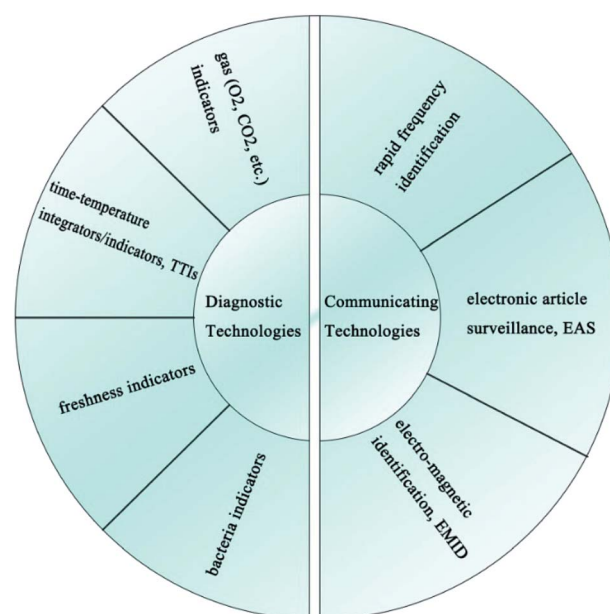 gas (O2, CO2, etc.)
indicators
time-temperature
integrators/indicators, TTIs
freshness indicators
bacteria indicators
Diagnostic
Technologies
Communicating
Technologies
rapid frequency
identification
electronic article
surveillance, EAS
electro-magnetic
identification, EMID